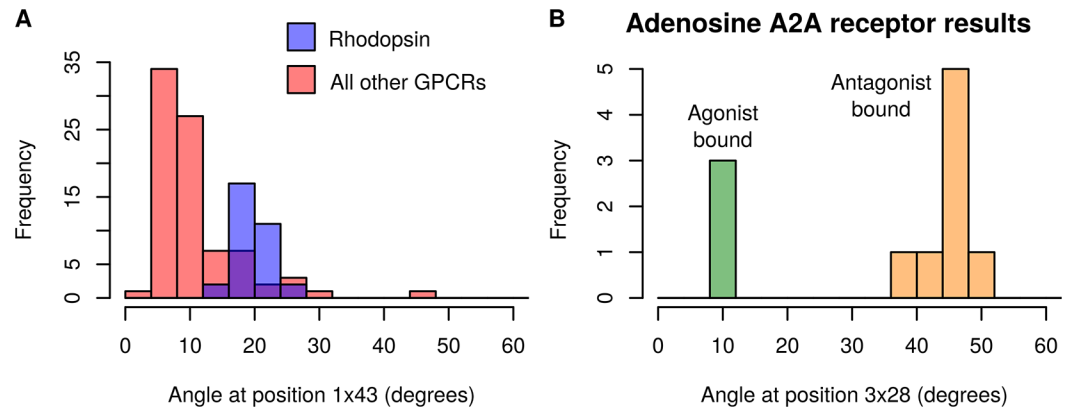 A
Rhodopsin
All other GPCRs
Frequency
35
25
15
5
0
0 10 20 30 40 50 60
Angle at position 1x43 (degrees)
B
Adenosine A2A receptor results
Agonist
bound
Antagonist
bound
Frequency
5
4
3
2
1
0
0 10 20 30 40 50 60
Angle at position 3x28 (degrees)